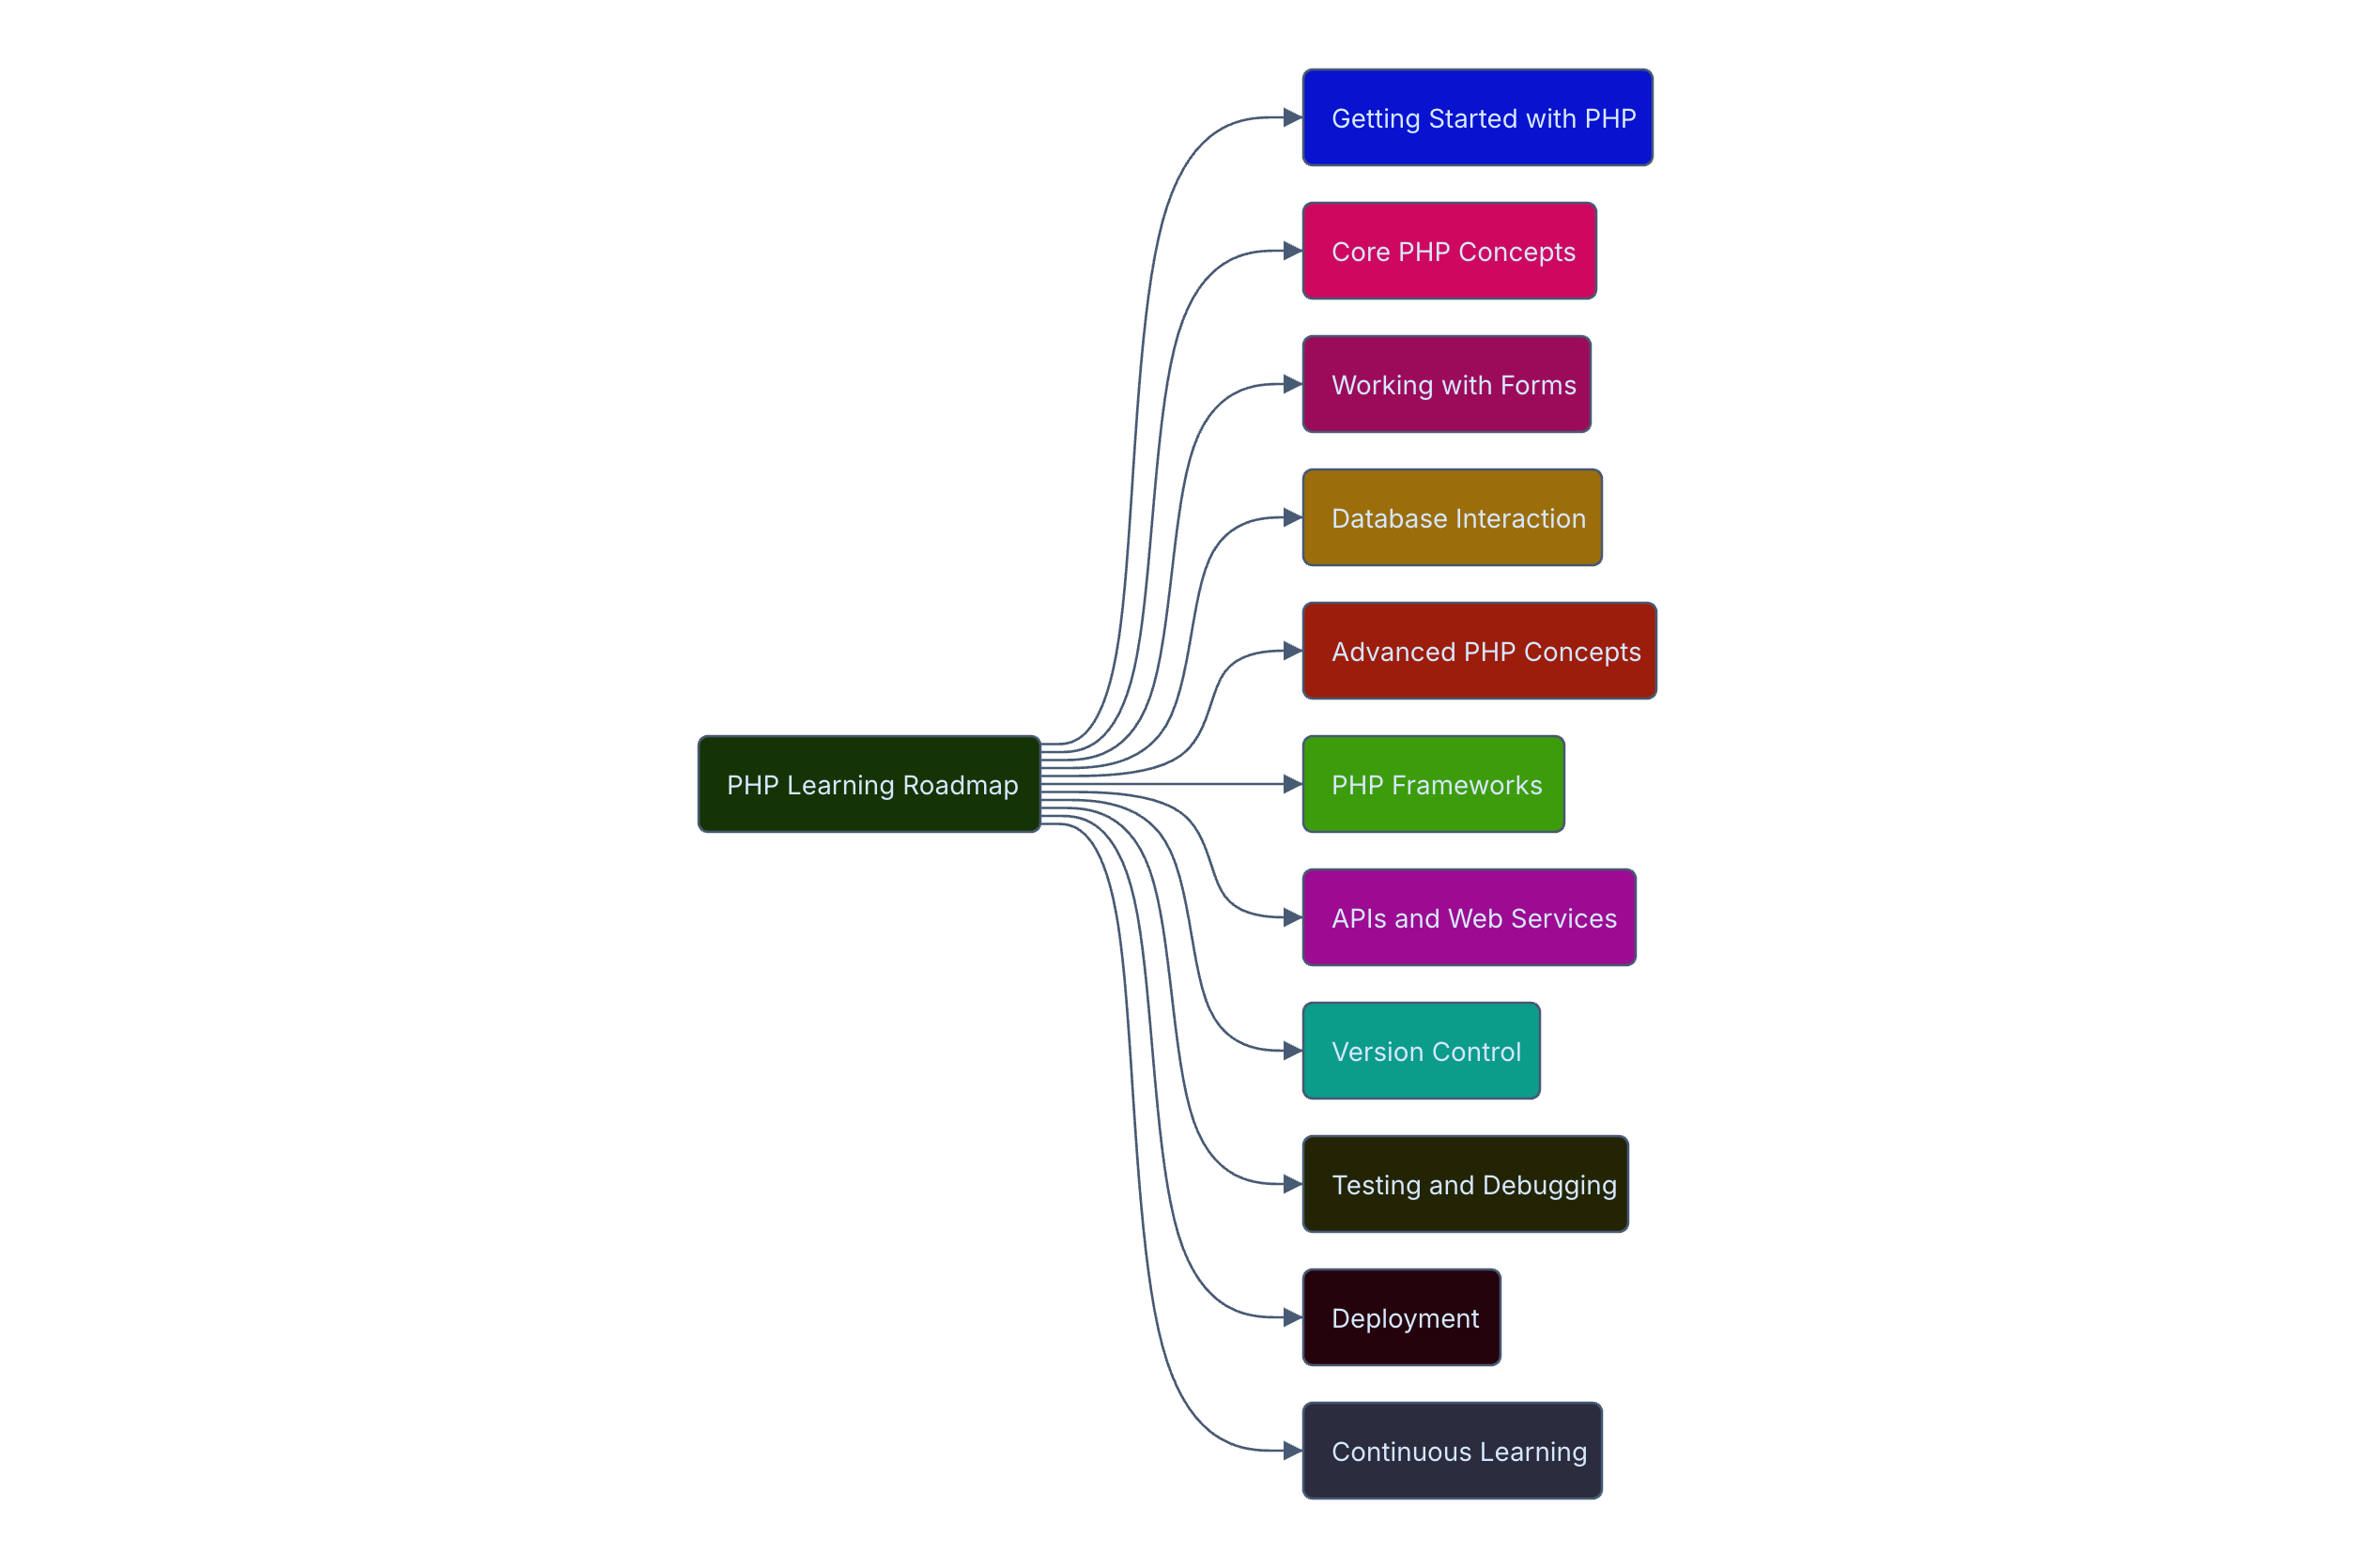 PHP Learning Roadmap
Getting Started with PHP
Core PHP Concepts
Working with Forms
Database Interaction
Advanced PHP Concepts
PHP Frameworks
APIs and Web Services
Version Control
Testing and Debugging
Deployment
Continuous Learning